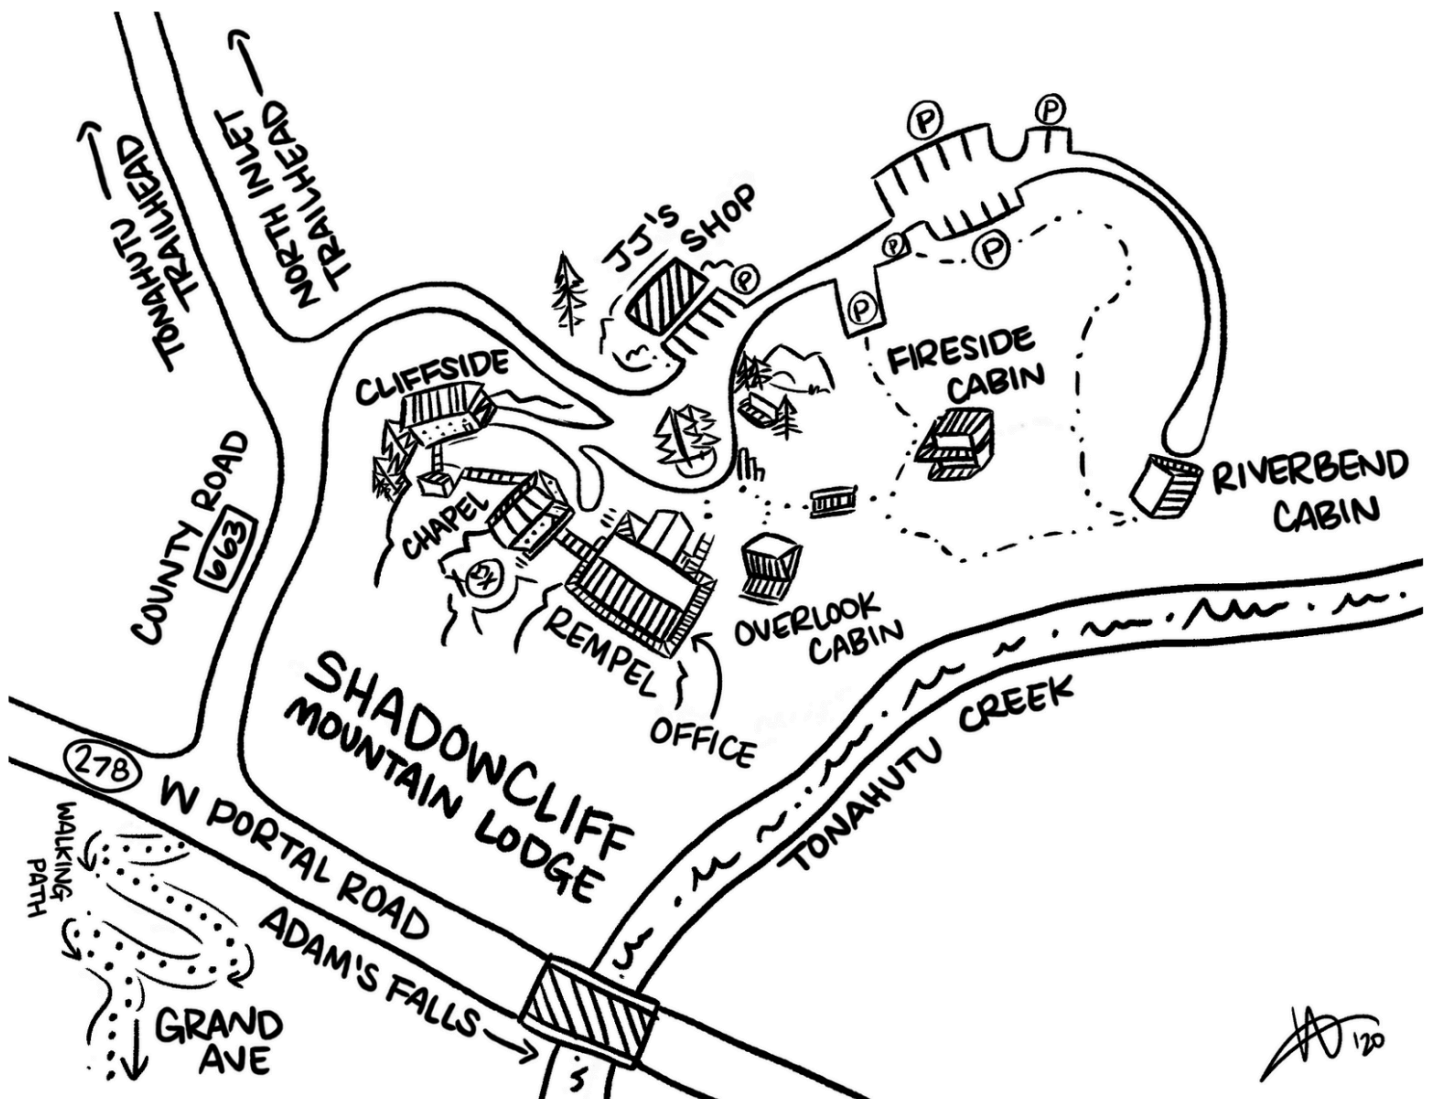 TONAHUTU
TRAILHEAD
NORTH INLET
TRAILHEAD
JJ'S
SHOP
P
P
P
P
P
P
CLIFFSIDE
FIRESIDE
CABIN
RIVERBEND
CABIN
COUNTY ROAD
663
CHAPEL
REMPEL
OVERLOOK
CABIN
OFFICE
SHADOWCLIFF
MOUNTAIN LODGE
TONAHUTU CREEK
278
W PORTAL ROAD
WALKING
PATH
ADAM'S FALLS
GRAND
AVE
'20